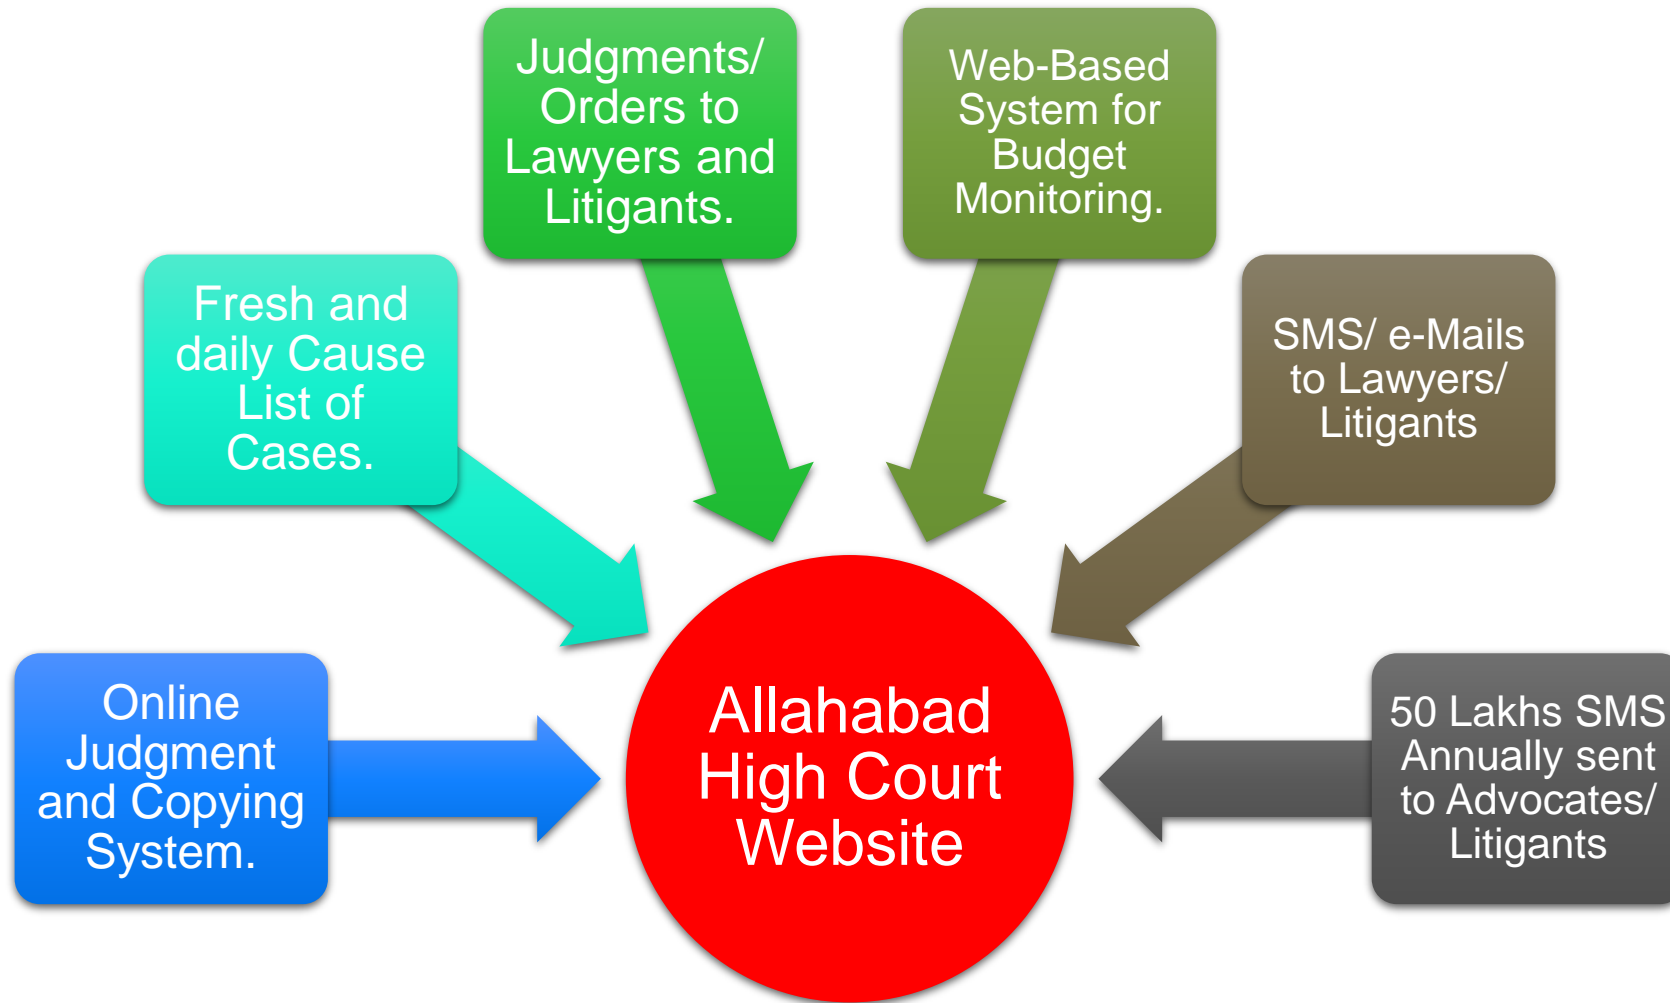 Judgments/
Orders to
Lawyers and
Litigants.
Web-Based
System for
Budget
Monitoring.
Fresh and
daily Cause
List of
Cases.
SMS/ e-Mails
to Lawyers/
Litigants
Online
Judgment
and Copying
System.
Allahabad
High Court
Website
50 Lakhs SMS
Annually sent
to Advocates/
Litigants